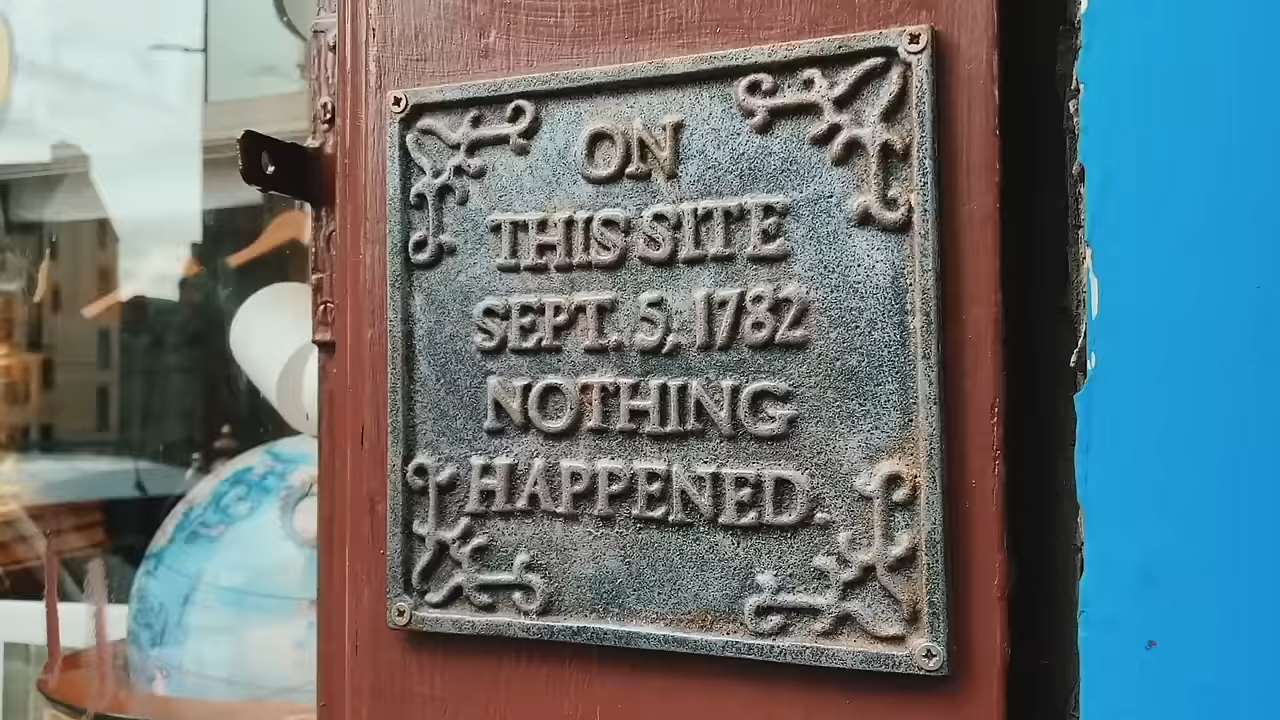 ON
THIS SITE
SEPT. 5, 1782
NOTHING
HAPPENED.